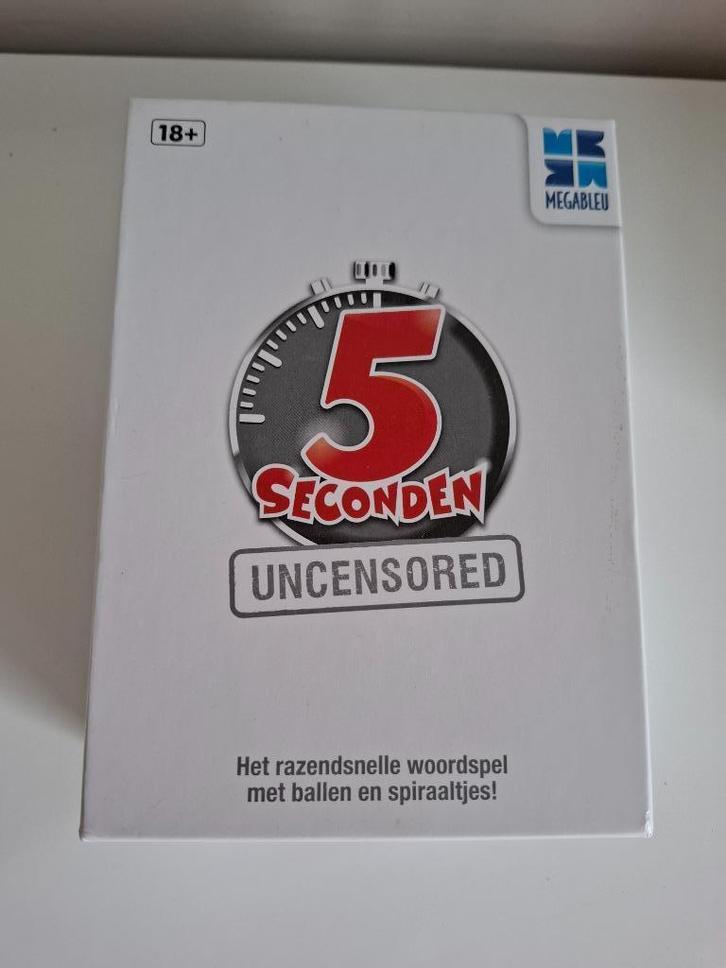 18+
MEGABLEU
5
SECONDEN
UNCENSORED
Het razendsnelle woordspel
met ballen en spiraaltjes!